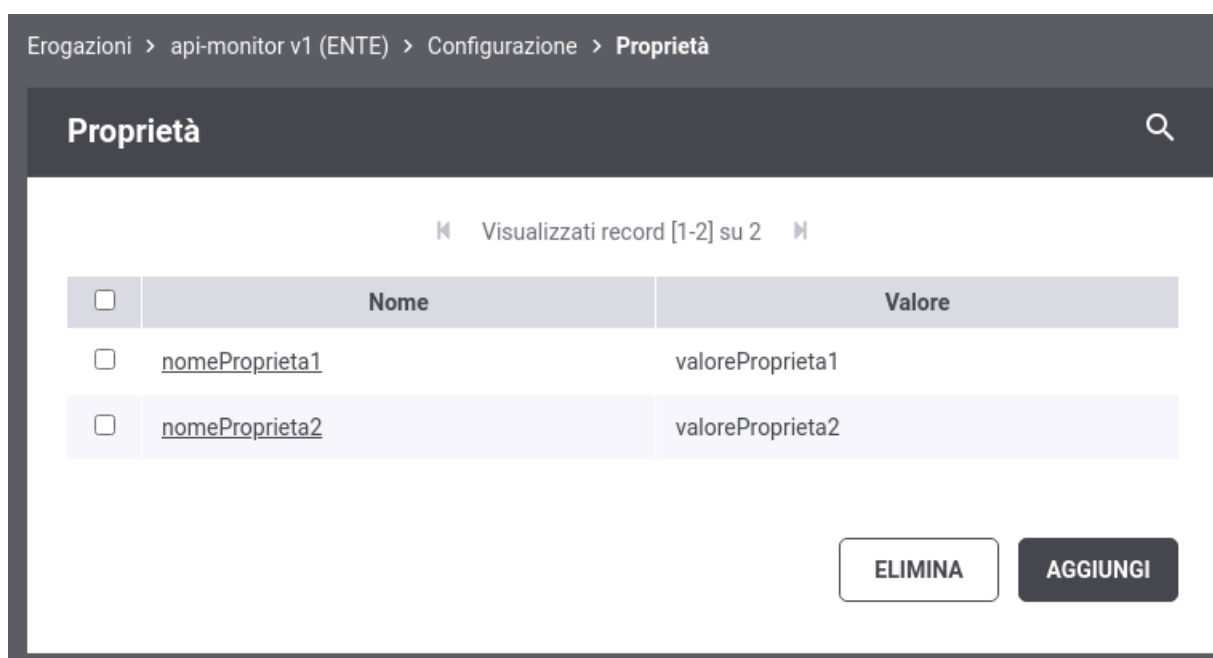 Erogazioni > api-monitor v1 (ENTE) > Configurazione > Proprietà
Proprietà
Visualizzati record [1-2] su 2
Nome Valore
nomeProprieta1 valoreProprieta1
nomeProprieta2 valoreProprieta2
ELIMINA AGGIUNGI